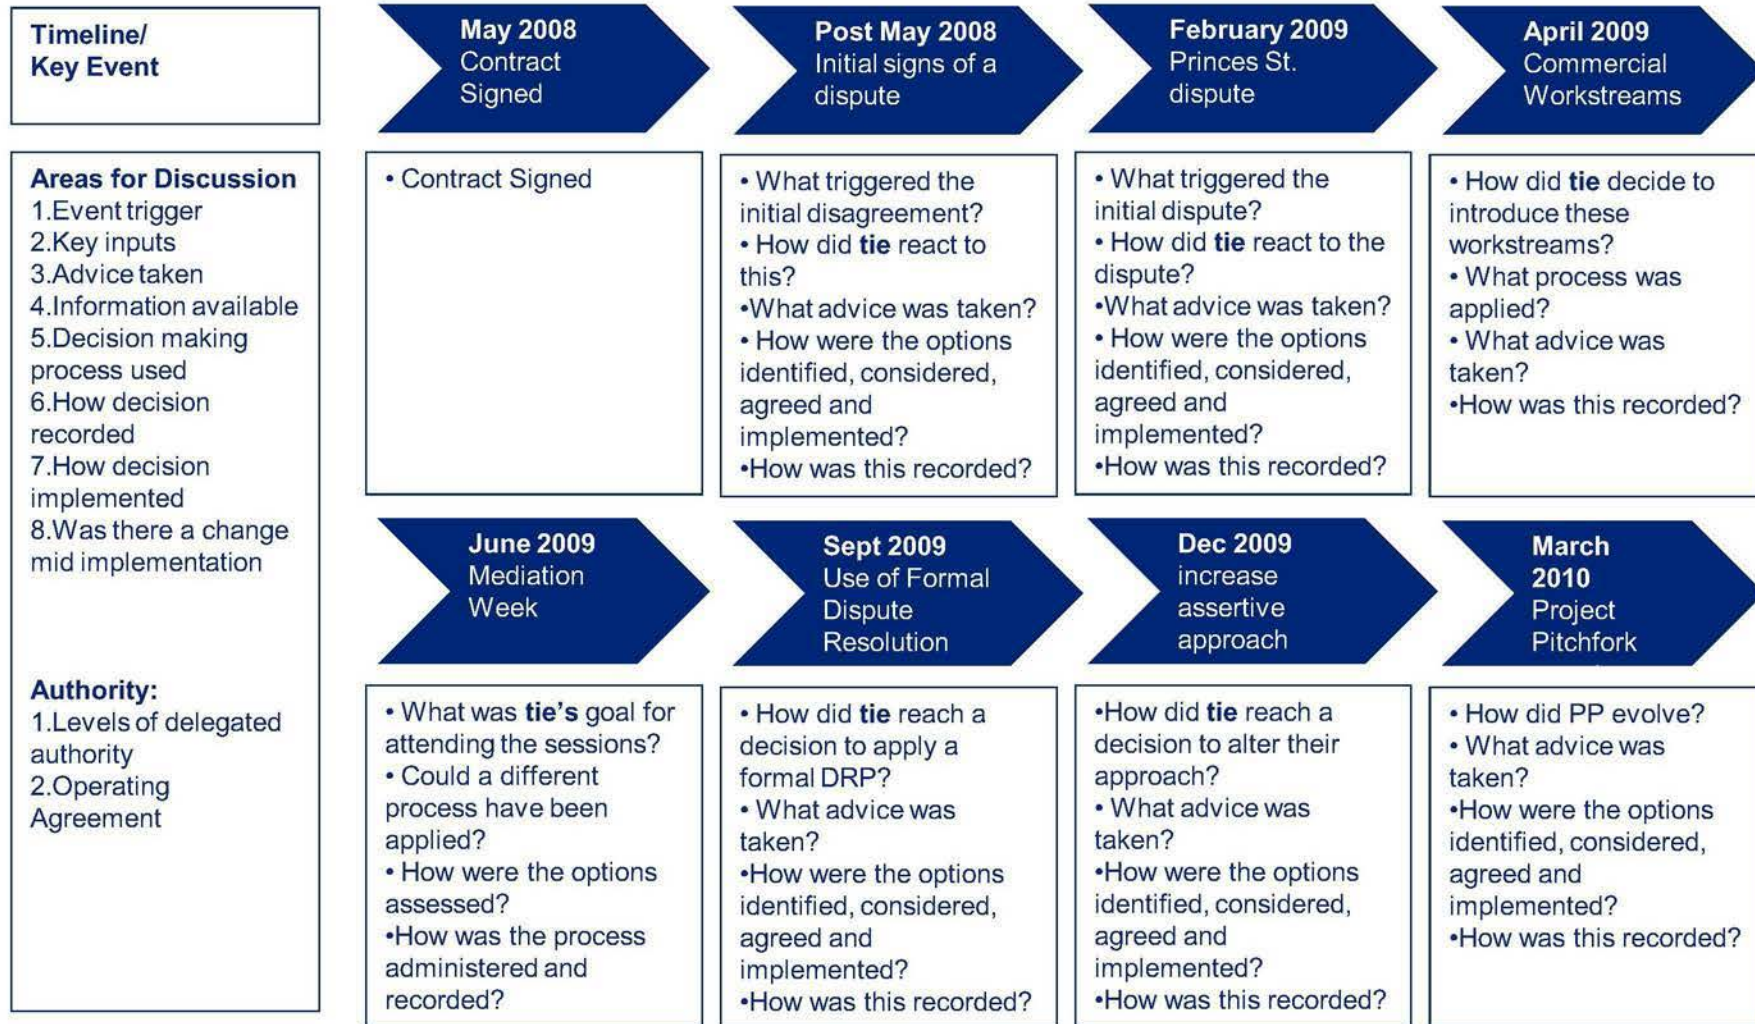 Timeline/
Key Event
May 2008
Contract
Signed
Post May 2008
Initial signs of a
dispute
February 2009
Princes St.
dispute
April 2009
Commercial
Workstreams
Areas for Discussion
1.Event trigger
2.Key inputs
3.Advice taken
4.Information available
5.Decision making
process used
6.How decision
recorded
7.How decision
implemented
8.Was there a change
mid implementation
Authority:
1.Levels of delegated
authority
2.Operating
Agreement
• Contract Signed
• What triggered the
initial disagreement?
• How did tie react to
this?
•What advice was taken?
• How were the options
identified, considered,
agreed and
implemented?
•How was this recorded?
• What triggered the
initial dispute?
• How did tie react to the
dispute?
•What advice was taken?
• How were the options
identified, considered,
agreed and
implemented?
•How was this recorded?
• How did tie decide to
introduce these
workstreams?
• What process was
applied?
• What advice was
taken?
•How was this recorded?
June 2009
Mediation
Week
Sept 2009
Use of Formal
Dispute
Resolution
Dec 2009
increase
assertive
approach
March
2010
Project
Pitchfork
• What was tie's goal for
attending the sessions?
• Could a different
process have been
applied?
• How were the options
assessed?
•How was the process
administered and
recorded?
• How did tie reach a
decision to apply a
formal DRP?
• What advice was
taken?
•How were the options
identified, considered,
agreed and
implemented?
•How was this recorded?
•How did tie reach a
decision to alter their
approach?
• What advice was
taken?
•How were the options
identified, considered,
agreed and
implemented?
•How was this recorded?
• How did PP evolve?
• What advice was
taken?
•How were the options
identified, considered,
agreed and
implemented?
•How was this recorded?